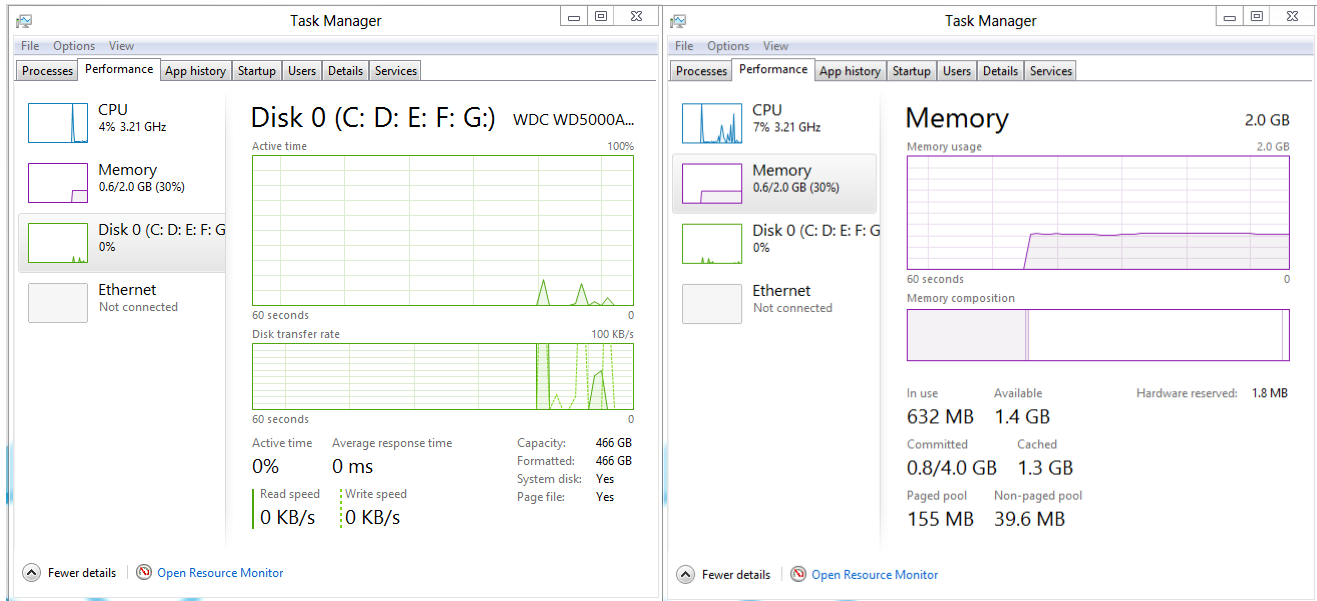 Task Manager
File Options View
Processes Performance App history Startup Users Details Services
CPU
4% 3.21 GHz
Memory
0.6/2.0 GB (30%)
Disk 0 (C: D: E: F: G
0%
Ethernet
Not connected
Disk 0 (C: D: E: F: G:) WDC WD5000A...
Active time 100%
60 seconds 0
Disk transfer rate 100 KB/s
60 seconds 0
Active time Average response time
0% 0 ms
Read speed Write speed
0 KB/s 0 KB/s
Capacity: 466 GB
Formatted: 466 GB
System disk: Yes
Page file: Yes
Fewer details Open Resource Monitor
Task Manager
File Options View
Processes Performance App history Startup Users Details Services
CPU
7% 3.21 GHz
Memory
0.6/2.0 GB (30%)
Disk 0 (C: D: E: F: G
0%
Ethernet
Not connected
Memory 2.0 GB
Memory usage 2.0 GB
60 seconds 0
Memory composition
In use Available
632 MB 1.4 GB
Committed Cached
0.8/4.0 GB 1.3 GB
Paged pool Non-paged pool
155 MB 39.6 MB
Hardware reserved: 1.8 MB
Fewer details Open Resource Monitor